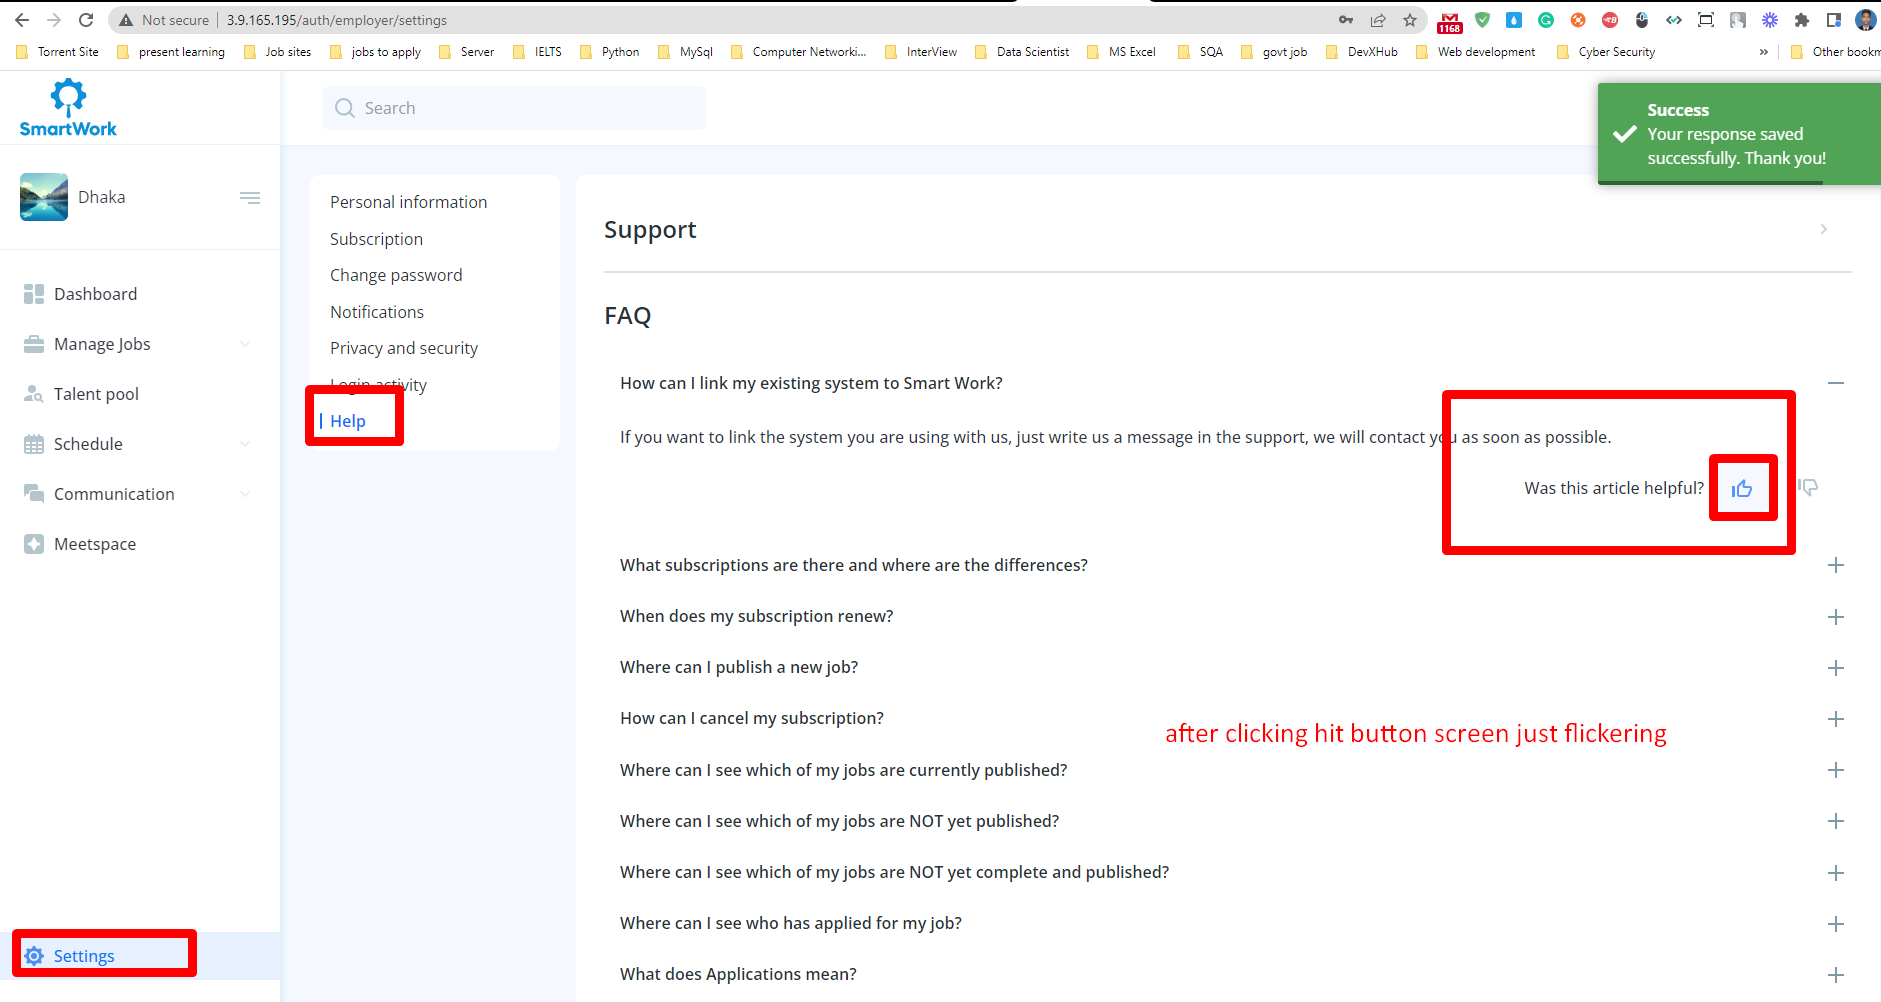 Not secure | 3.9.165.195/auth/employer/settings
1168
Torrent Site present learning Job sites jobs to apply Server IELTS Python MySql Computer Networki... InterView Data Scientist MS Excel SQA govt job DevXHub Web development Cyber Security » Other bookm
SmartWork
Search
Success
Your response saved
successfully. Thank you!
Dhaka
Dashboard
Manage Jobs
Talent pool
Schedule
Communication
Meetspace
Settings
Personal information
Subscription
Change password
Notifications
Privacy and security
Login activity
Help
Support
FAQ
How can I link my existing system to Smart Work?
If you want to link the system you are using with us, just write us a message in the support, we will contact you as soon as possible.
Was this article helpful?
What subscriptions are there and where are the differences?
When does my subscription renew?
Where can I publish a new job?
How can I cancel my subscription?
after clicking hit button screen just flickering
Where can I see which of my jobs are currently published?
Where can I see which of my jobs are NOT yet published?
Where can I see which of my jobs are NOT yet complete and published?
Where can I see who has applied for my job?
What does Applications mean?